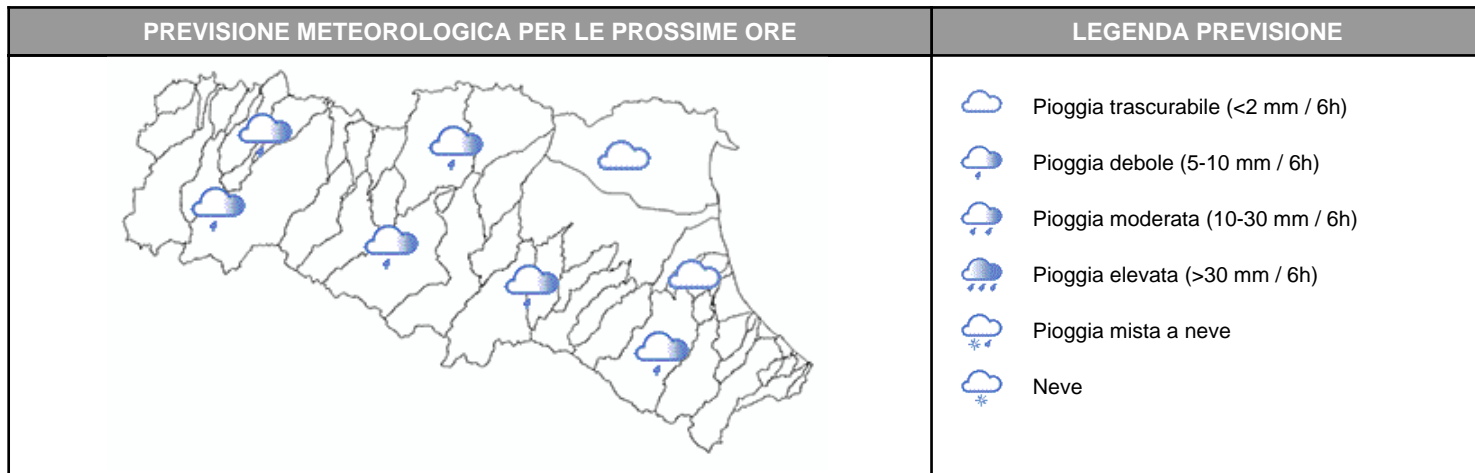 PREVISIONE METEOROLOGICA PER LE PROSSIME ORE
LEGENDA PREVISIONE
Pioggia trascurabile (<2 mm / 6h)
Pioggia debole (5-10 mm / 6h)
Pioggia moderata (10-30 mm / 6h)
Pioggia elevata (>30 mm / 6h)
Pioggia mista a neve
Neve